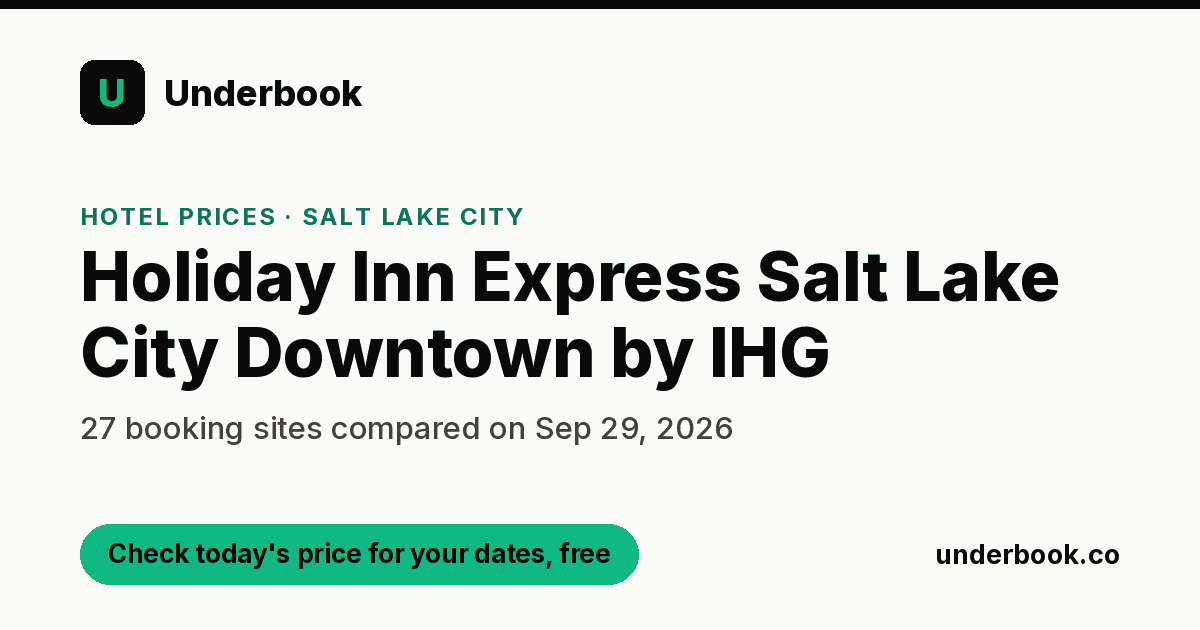 U Underbook
HOTEL PRICES · SALT LAKE CITY
Holiday Inn Express Salt Lake
City Downtown by IHG
27 booking sites compared on Sep 29, 2026
Check today's price for your dates, free
underbook.co